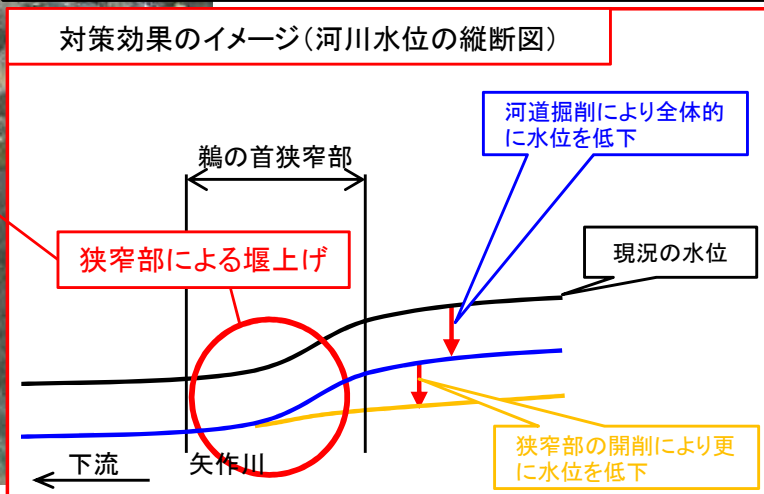 対策効果のイメージ(河川水位の縦断図)
河道掘削により全体的
に水位を低下
鵜の首狭窄部
狭窄部による堰上げ
現況の水位
狭窄部の開削により更
に水位を低下
下流
矢作川